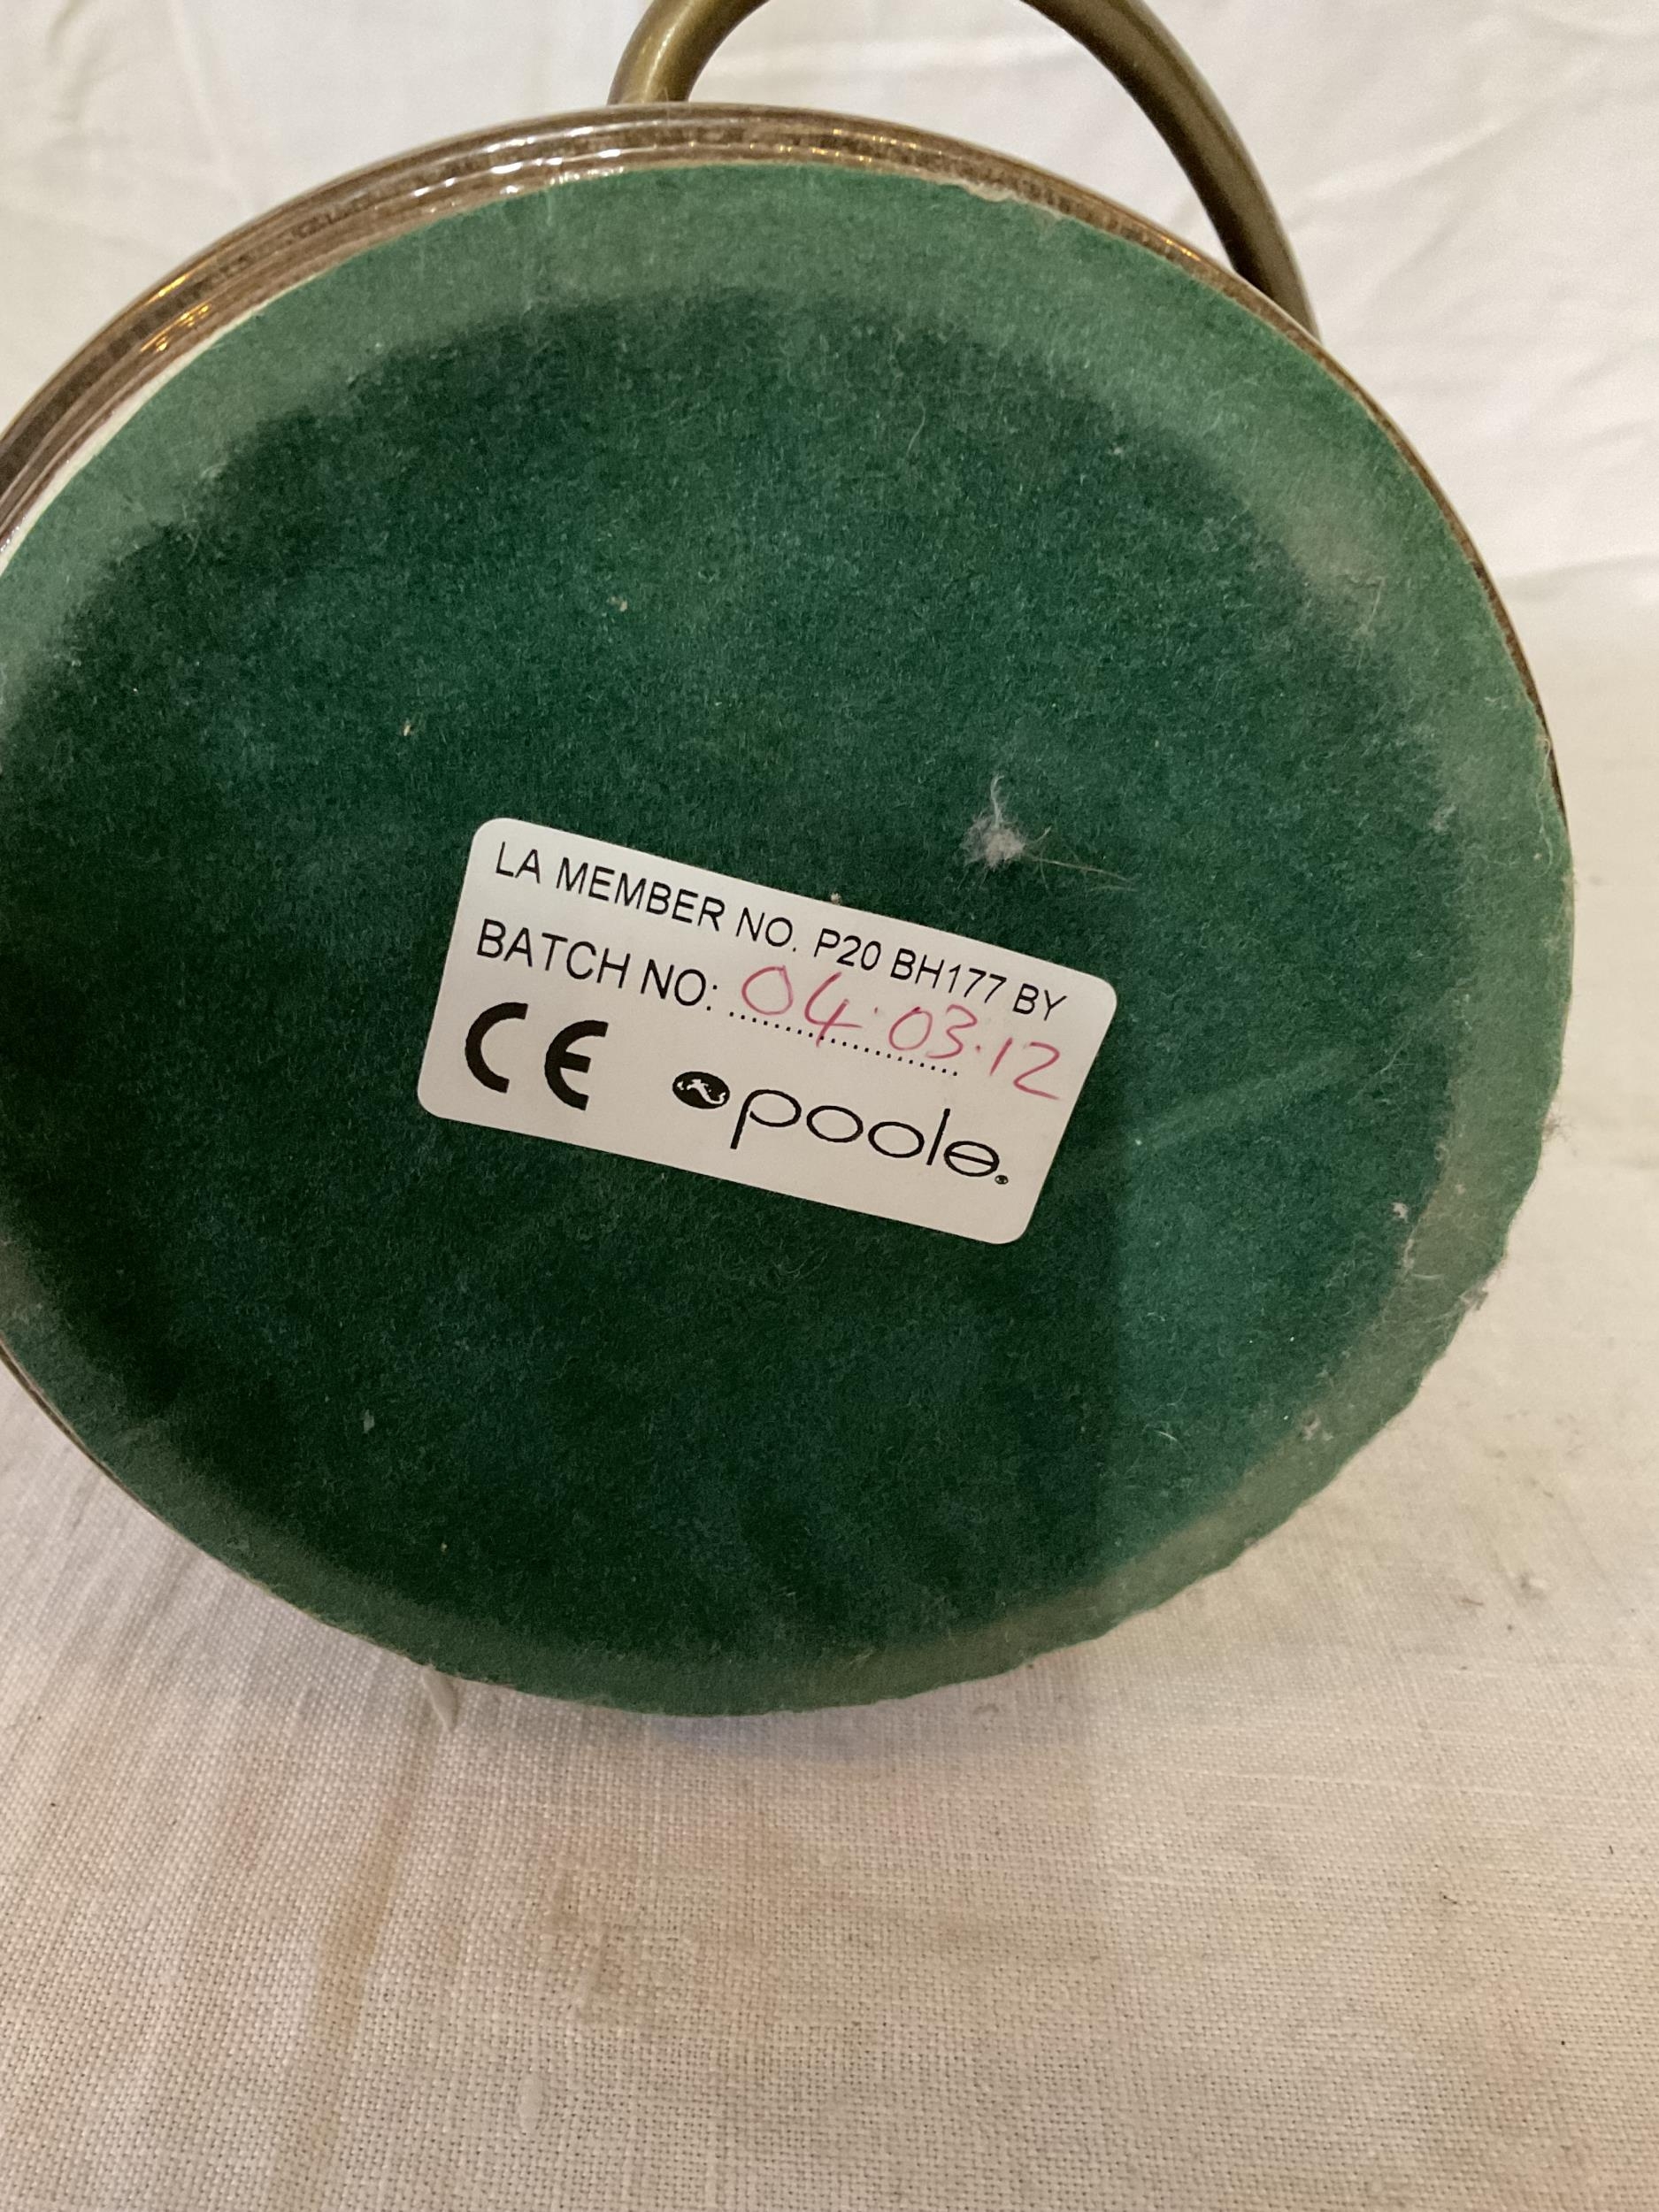 LA MEMBER NO. P20 BH177 BY
BATCH NO: 04.03.12
CE poole.